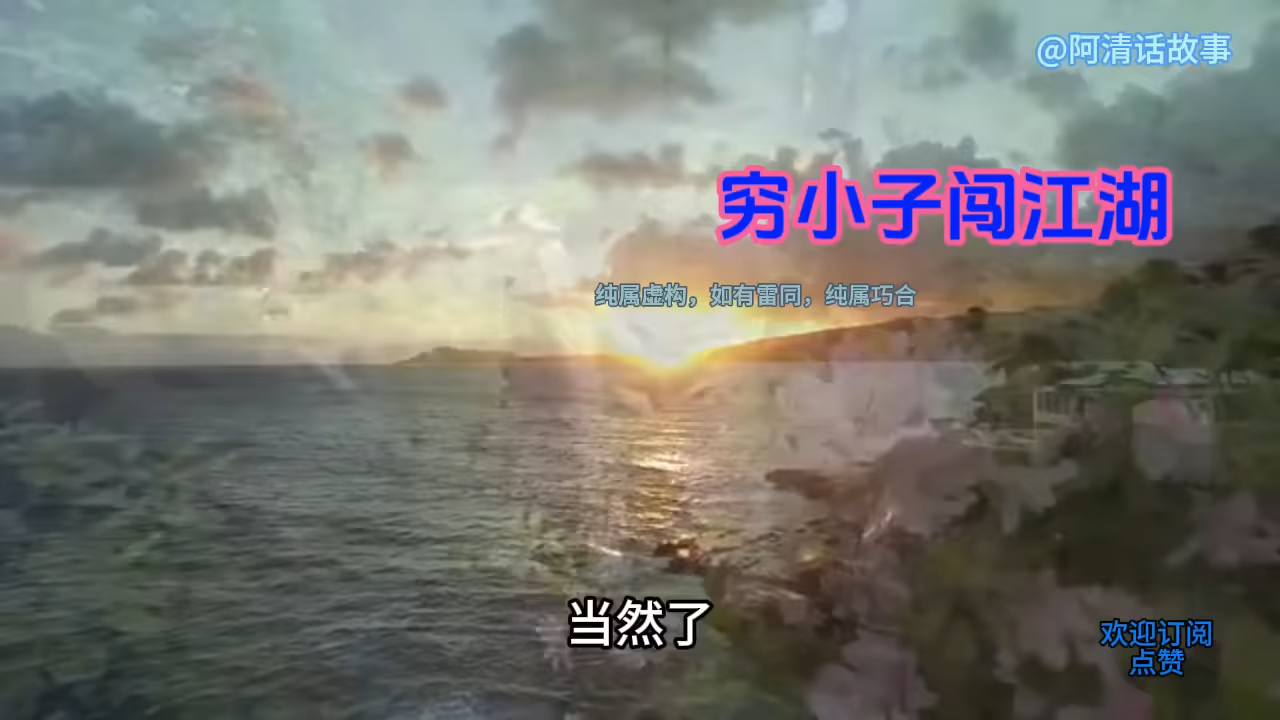 @阿清话故事
穷小子闯江湖
纯属虚构，如有雷同，纯属巧合
当然了
欢迎订阅
点赞